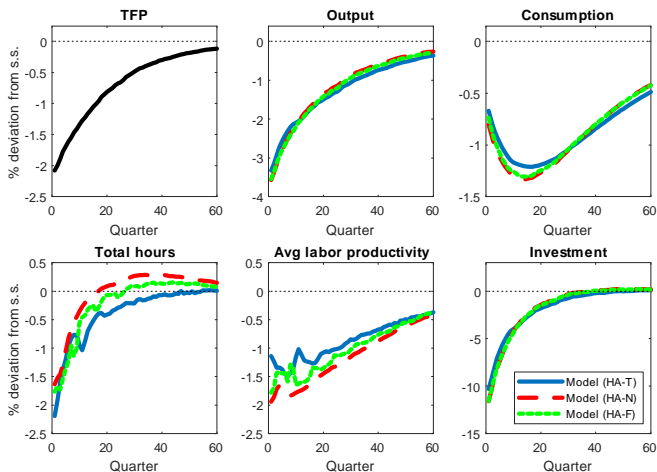 TFP
Output
Consumption
% deviation from s.s.
0
-0.5
-1
-1.5
-2
-2.5
0 20 40 60
Quarter
0
-1
-2
-3
-4
0 20 40 60
Quarter
0
-0.5
-1
-1.5
0 20 40 60
Quarter
Total hours
Avg labor productivity
Investment
% deviation from s.s.
0.5
0
-0.5
-1
-1.5
-2
-2.5
0 20 40 60
Quarter
0.5
0
-0.5
-1
-1.5
-2
-2.5
0 20 40 60
Quarter
0
-5
-10
-15
0 20 40 60
Quarter
Model (HA-T)
Model (HA-N)
Model (HA-F)